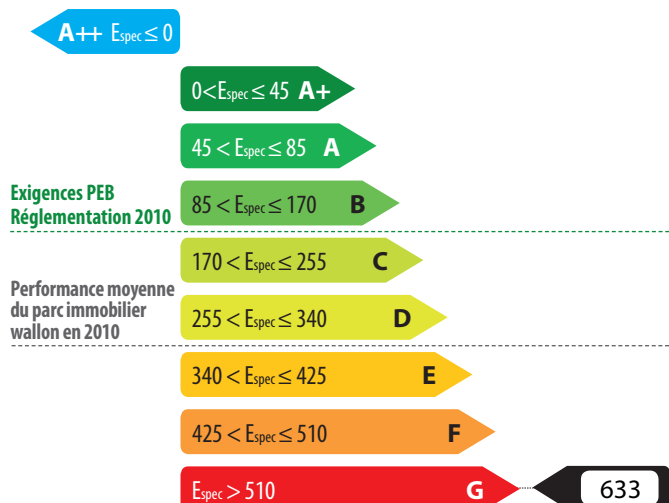 A++ Espec ≤ 0
0<Espec ≤ 45 A+
45 < Espec ≤ 85 A
Exigences PEB
Réglementation 2010
85 < Espec ≤ 170 B
170 < Espec ≤ 255 C
Performance moyenne
du parc immobilier
wallon en 2010
255 < Espec ≤ 340 D
340 < Espec ≤ 425 E
425 < Espec ≤ 510 F
Espec > 510 G 633